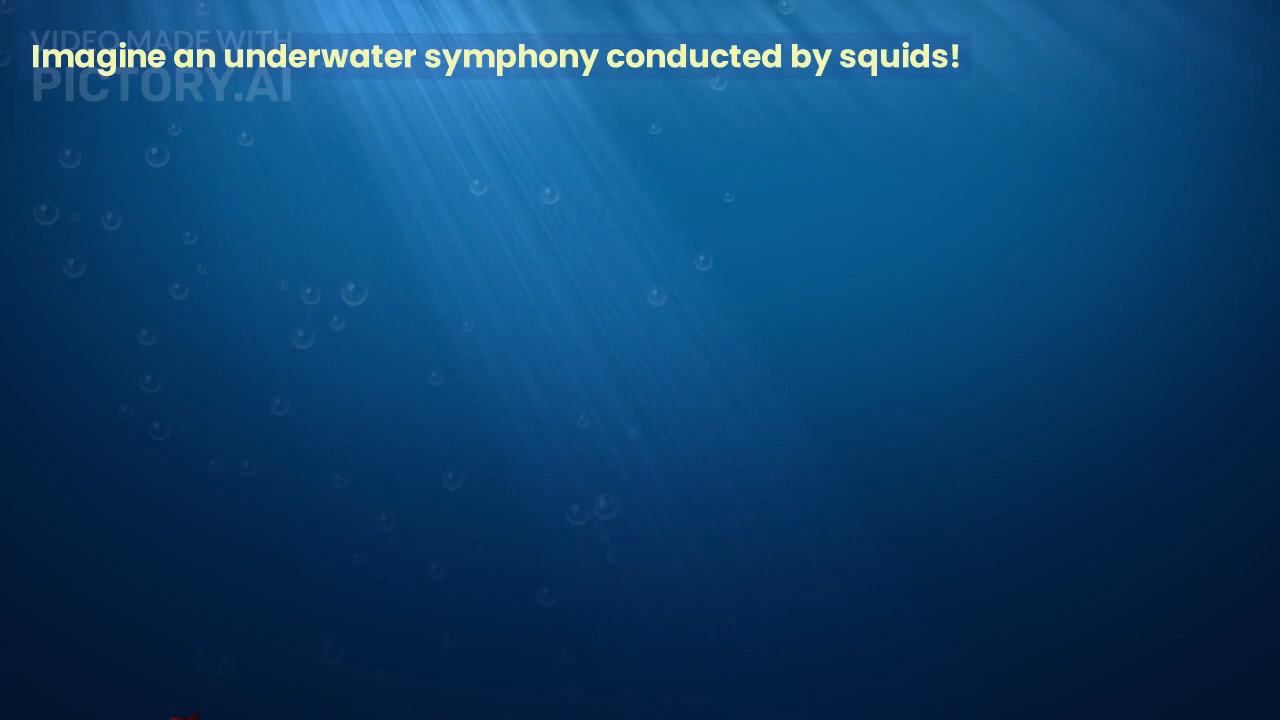 Imagine an underwater symphony conducted by squids!
VIDEO MADE WITH
PICTORY.AI